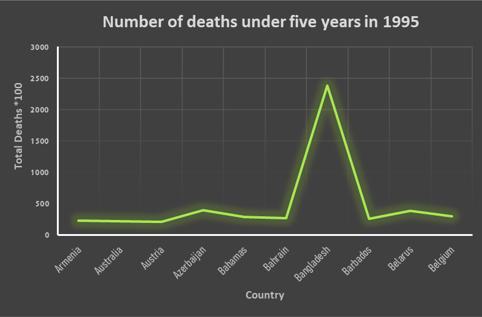 Number of deaths under five years in 1995
Total Deaths *100
3000
2500
2000
1500
1000
500
0
Armenia
Australia
Austria
Azerbaijan
Bahamas
Bahrain
Bangladesh
Barbados
Belarus
Belgium
Country